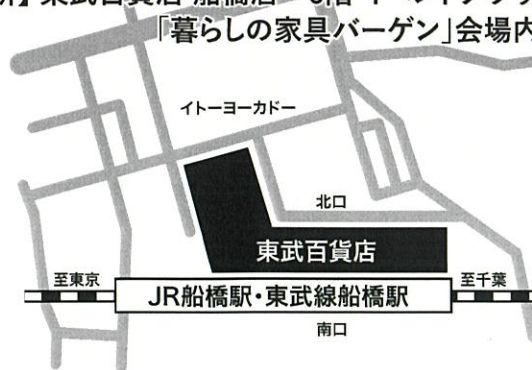 東武百貨店 船橋店
「暮らしの家具バーゲン」会場内
イトーヨーカドー
北口
東武百貨店
至東京
JR船橋駅・東武線船橋駅
至千葉
南口